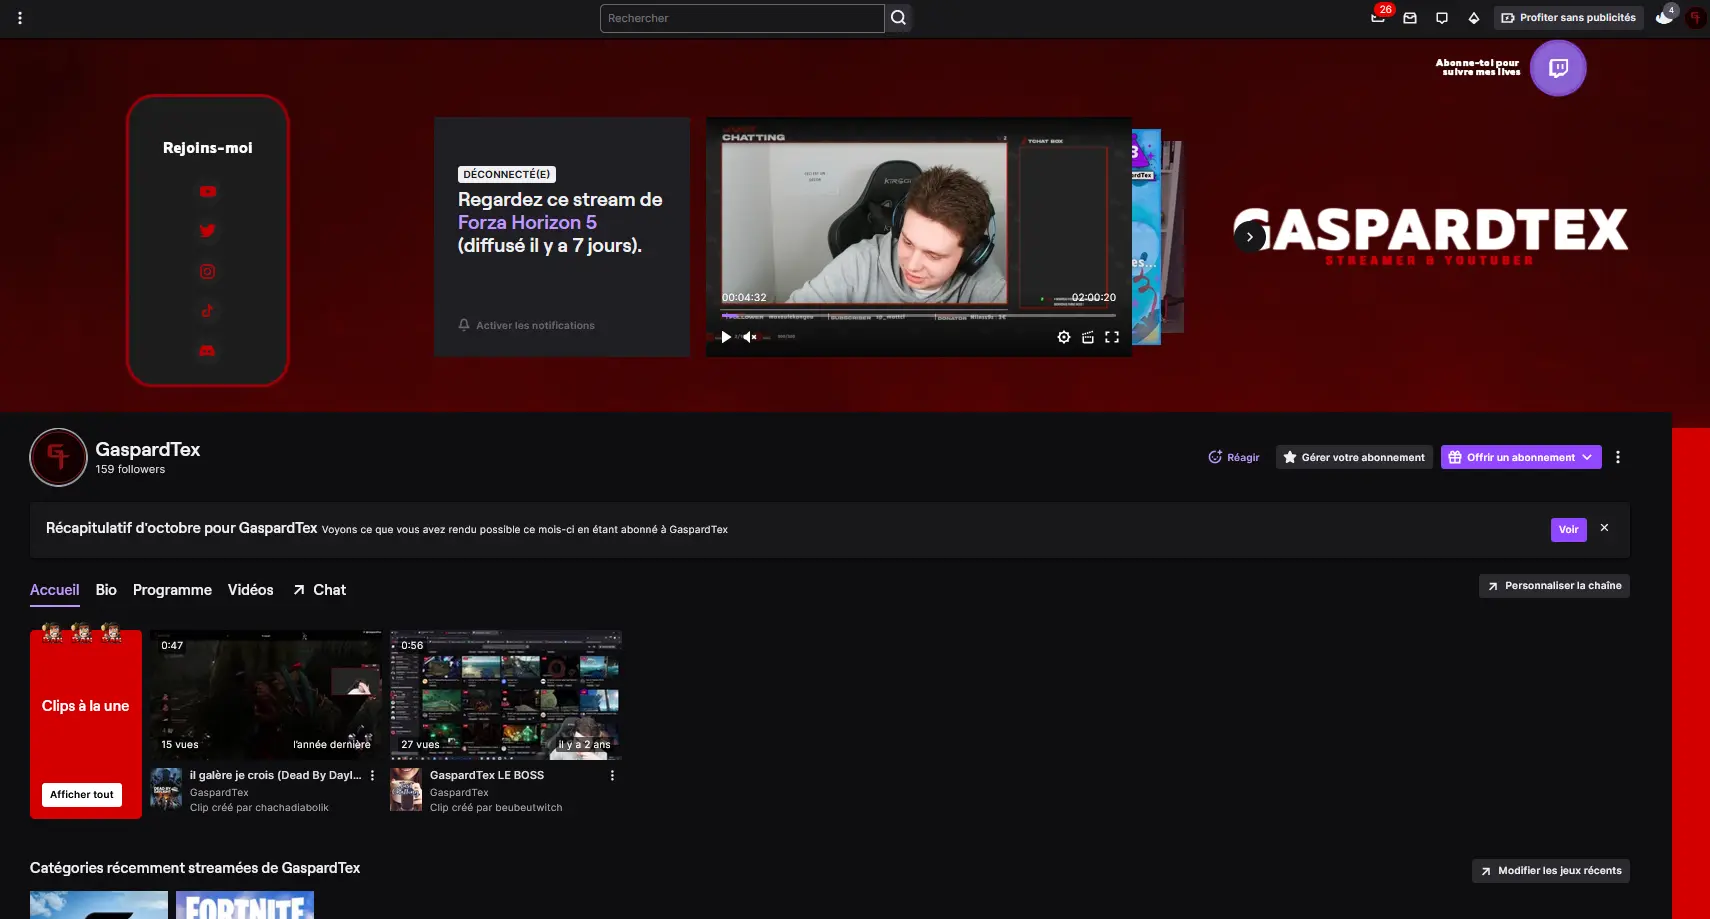 Rechercher
26
Profiter sans publicités
4
Abonne-toi pour
suivre mes lives
Rejoins-moi
DÉCONNECTÉ(E)
Regardez ce stream de
Forza Horizon 5
(diffusé il y a 7 jours).
Activer les notifications
CHATTING
TCHAT BOX
00:04:32
02:00:20
GASPARDTEX
STREAMER & YOUTUBER
GaspardTex
159 followers
Réagir
Gérer votre abonnement
Offrir un abonnement
Récapitulatif d'octobre pour GaspardTex Voyons ce que vous avez rendu possible ce mois-ci en étant abonné à GaspardTex
Voir
Accueil
Bio
Programme
Vidéos
Chat
Personnaliser la chaîne
Clips à la une
Afficher tout
0:47
15 vues
l'année dernière
il galère je crois (Dead By Dayl...
GaspardTex
Clip créé par chachadiabolik
0:56
27 vues
il y a 2 ans
GaspardTex LE BOSS
GaspardTex
Clip créé par beubeutwitch
Catégories récemment streamées de GaspardTex
Modifier les jeux récents
FORTNITE